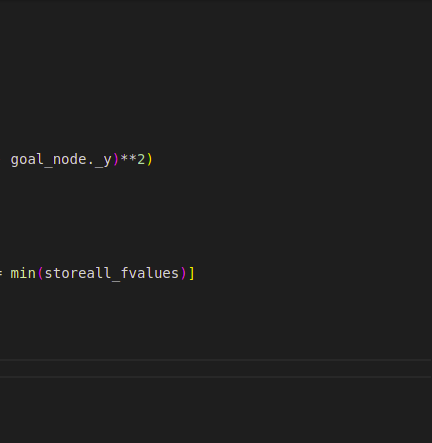 goal_node._y)**2)
= min(storeall_fvalues)]